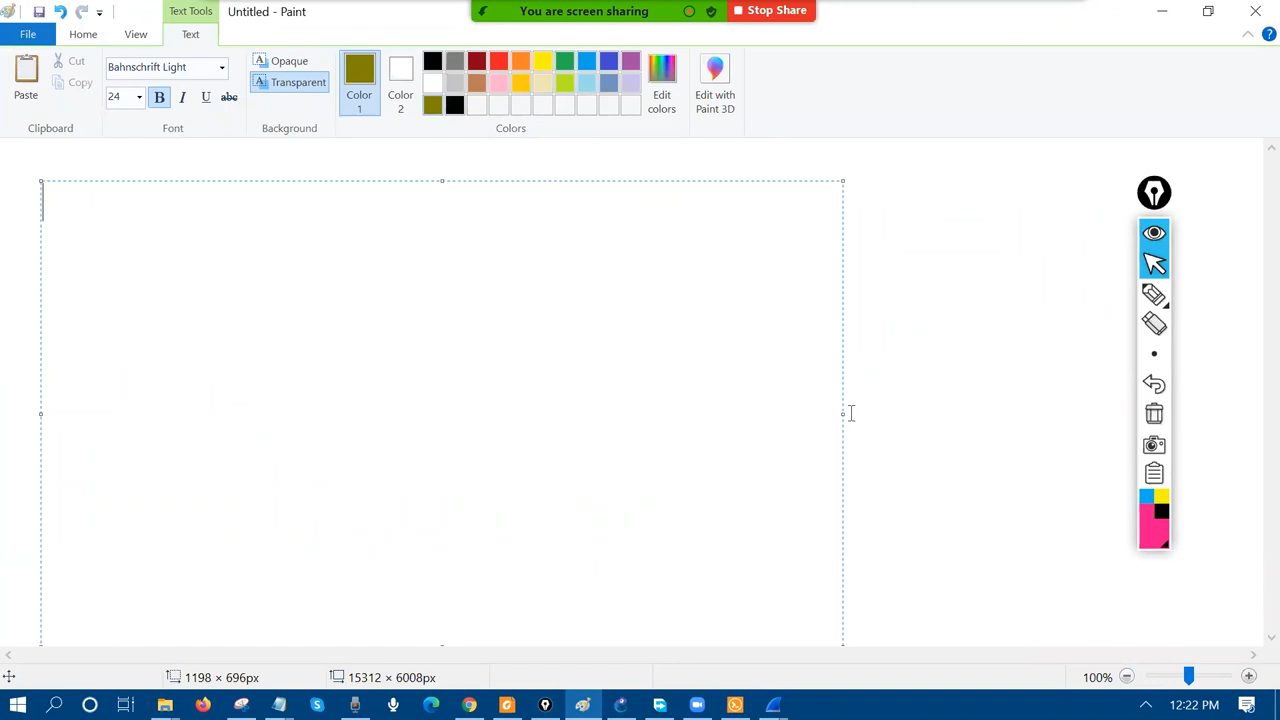 Text Tools
Untitled - Paint
You are screen sharing
Stop Share
File
Home
View
Text
Paste
Cut
Copy
Clipboard
Bahnschrift Light
24
B I U abc
Font
Opaque
Transparent
Background
Color 1
Color 2
Edit colors
Colors
Edit with Paint 3D
1198 × 696px
15312 × 6008px
100%
12:22 PM